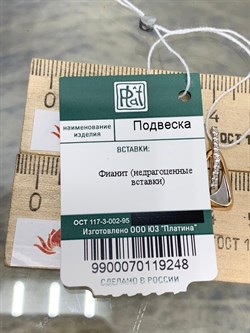 наименование
изделия
Подвеска
ВСТАВКИ:
Фианит (недрагоценные
вставки)
ОСТ 117-3-002-95
Изготовлено ООО ЮЗ "Платина"
9900070119248
СДЕЛАНО В РОССИИ